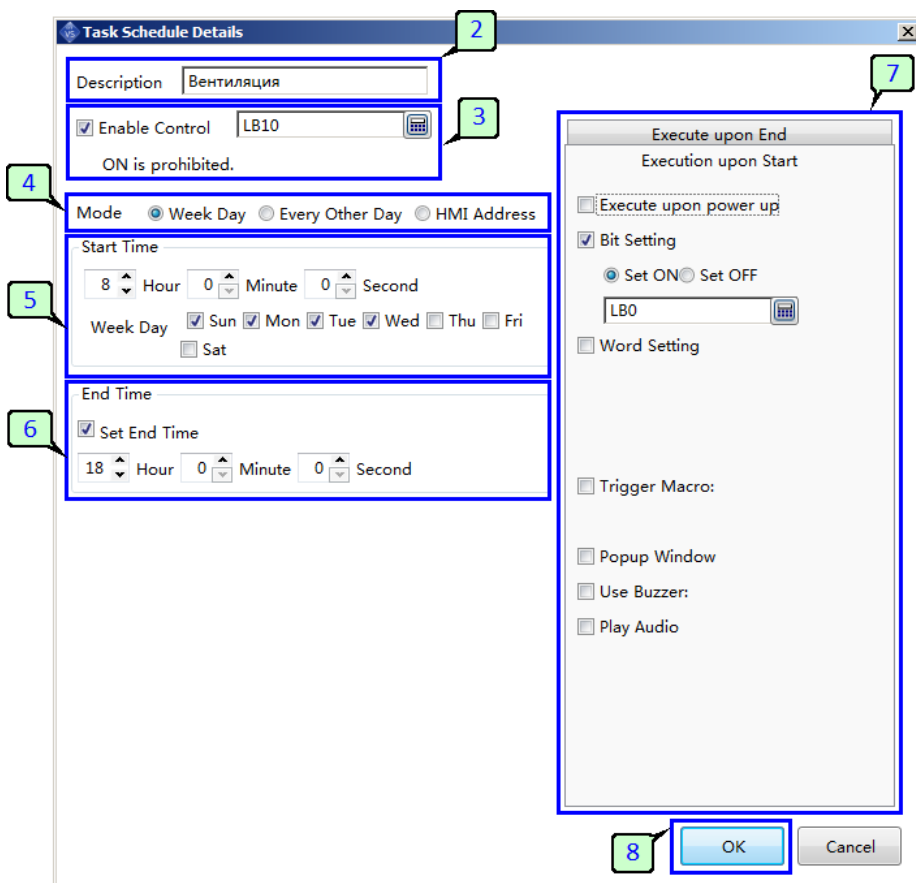 Task Schedule Details
2
Description Вентиляция
7
Enable Control LB10
3
ON is prohibited.
4
Mode Week Day Every Other Day HMI Address
Start Time
8 Hour 0 Minute 0 Second
5
Week Day Sun Mon Tue Wed Thu Fri
Sat
End Time
6
Set End Time
18 Hour 0 Minute 0 Second
Execute upon End
Execution upon Start
Execute upon power up
Bit Setting
Set ON Set OFF
LB0
Word Setting
Trigger Macro:
Popup Window
Use Buzzer:
Play Audio
8
OK Cancel